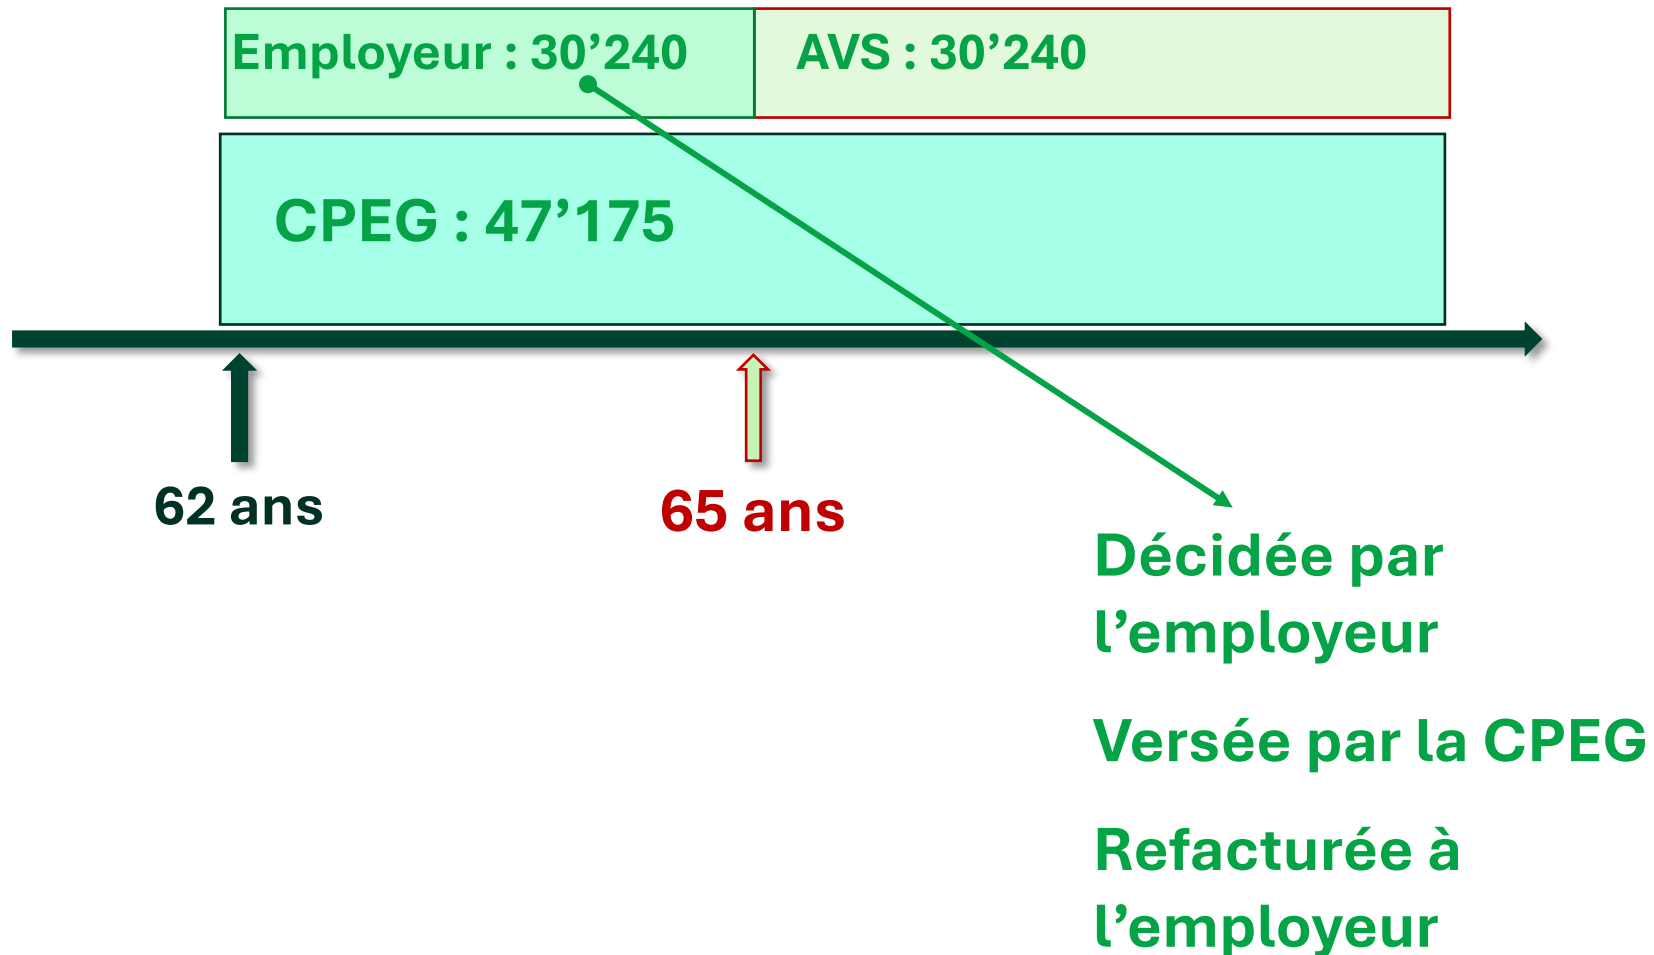 Employeur : 30’240
AVS : 30’240
CPEG : 47’175
62 ans
65 ans
Décidée par
l’employeur
Versée par la CPEG
Refacturée à
l’employeur